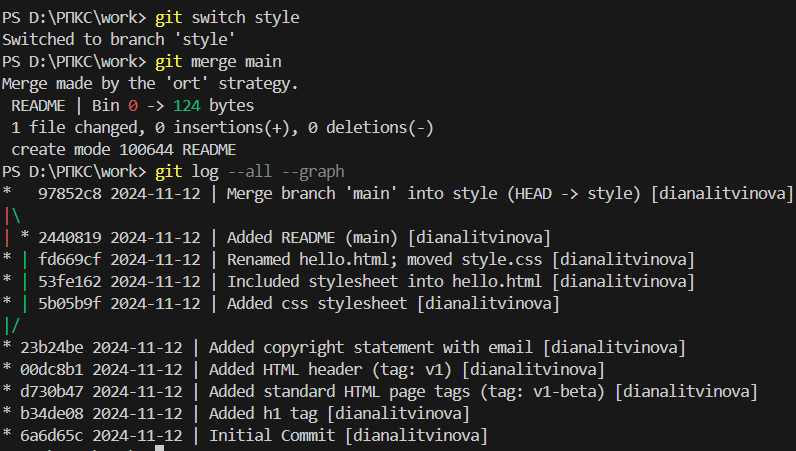 PS D:\РПКС\work> git switch style
Switched to branch 'style'
PS D:\РПКС\work> git merge main
Merge made by the 'ort' strategy.
 README | Bin 0 -> 124 bytes
 1 file changed, 0 insertions(+), 0 deletions(-)
 create mode 100644 README
PS D:\РПКС\work> git log --all --graph
*   97852c8 2024-11-12 | Merge branch 'main' into style (HEAD -> style) [dianalitvinova]
|\
| * 2440819 2024-11-12 | Added README (main) [dianalitvinova]
* | fd669cf 2024-11-12 | Renamed hello.html; moved style.css [dianalitvinova]
* | 53fe162 2024-11-12 | Included stylesheet into hello.html [dianalitvinova]
* | 5b05b9f 2024-11-12 | Added css stylesheet [dianalitvinova]
|/
* 23b24be 2024-11-12 | Added copyright statement with email [dianalitvinova]
* 00dc8b1 2024-11-12 | Added HTML header (tag: v1) [dianalitvinova]
* d730b47 2024-11-12 | Added standard HTML page tags (tag: v1-beta) [dianalitvinova]
* b34de08 2024-11-12 | Added h1 tag [dianalitvinova]
* 6a6d65c 2024-11-12 | Initial Commit [dianalitvinova]